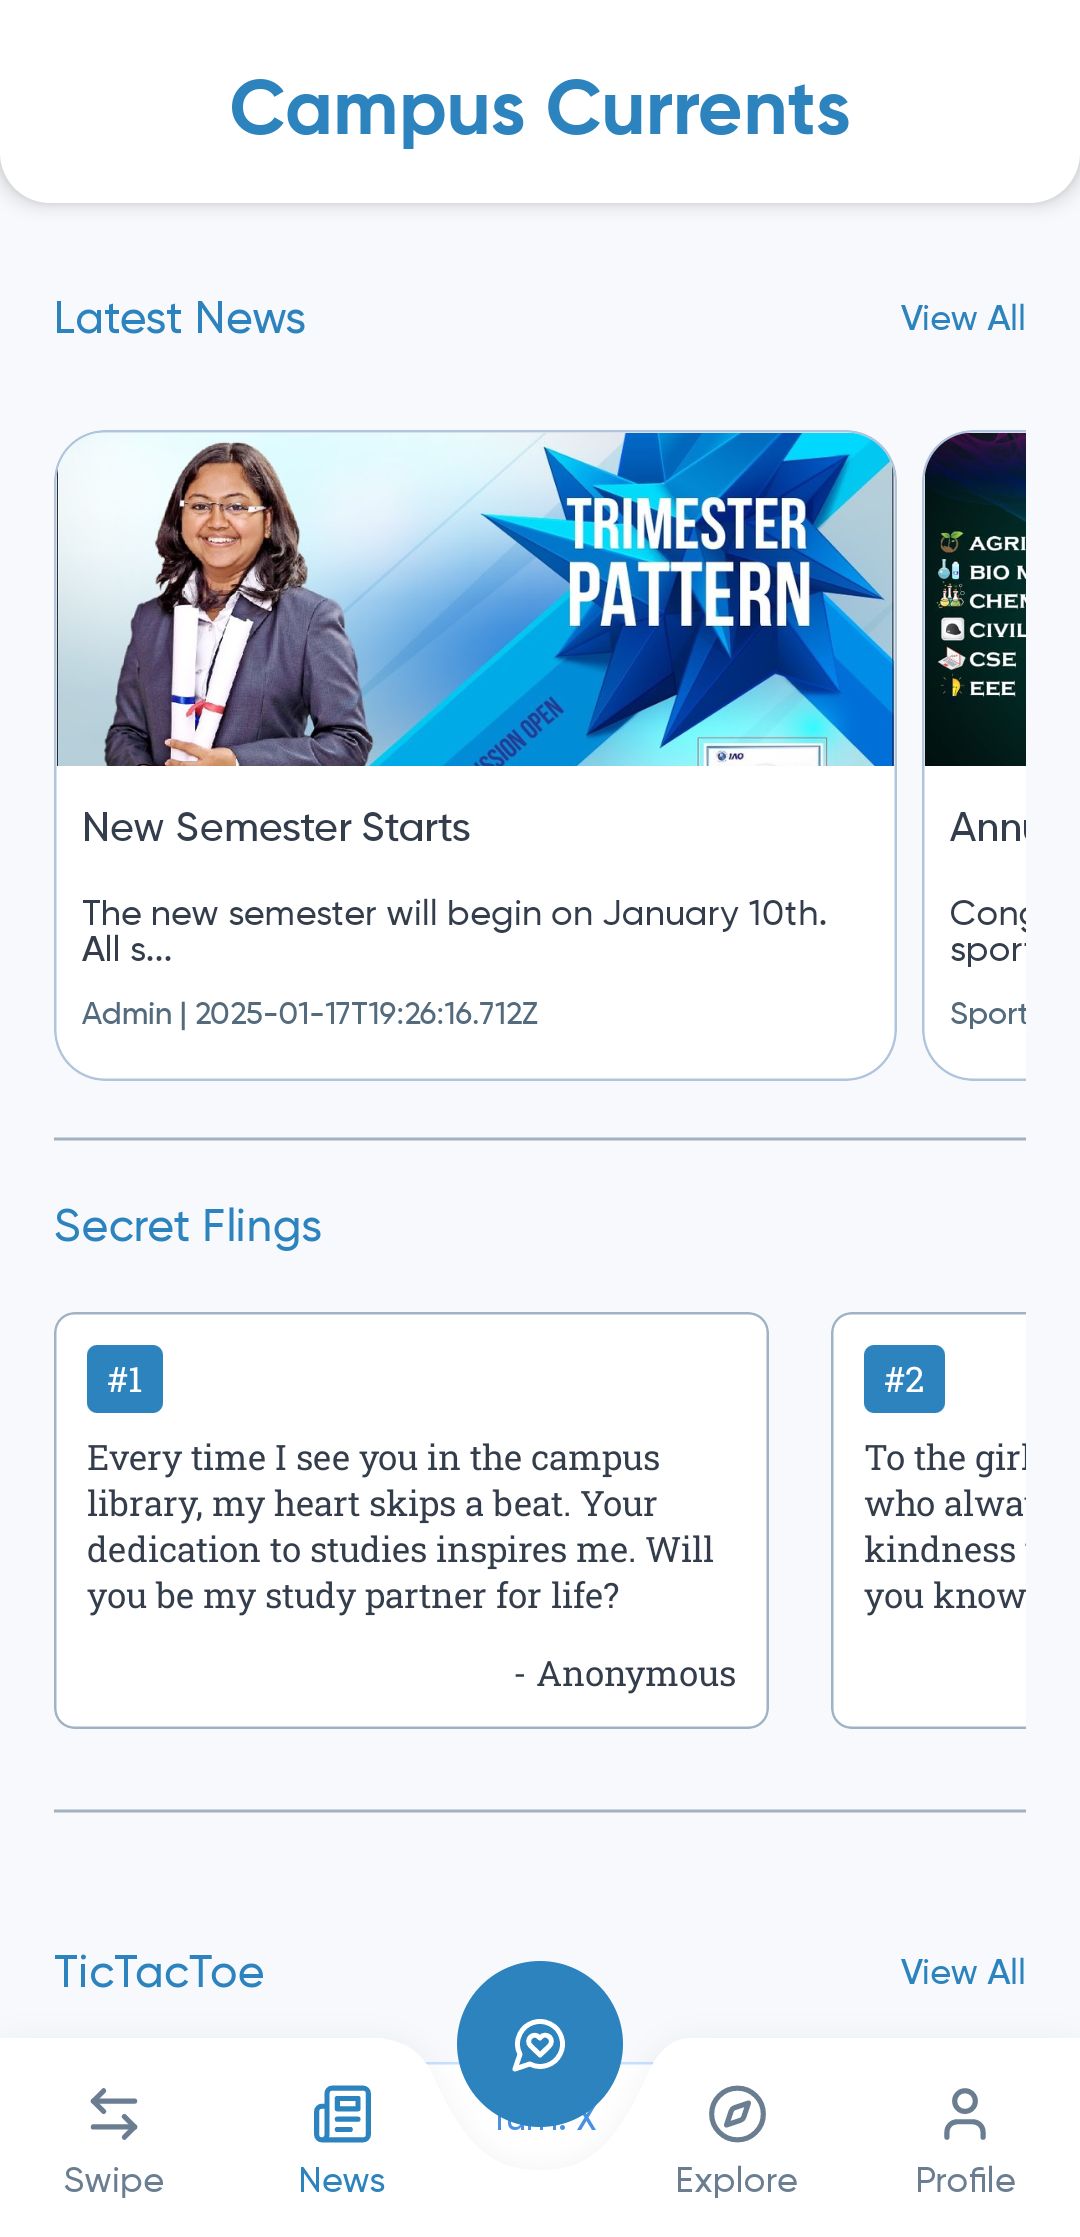 Campus Currents
Latest News
View All
TRIMESTER
PATTERN
SSION OPEN
IAO
AGRI
BIO M
CHEM
CIVIL
CSE
EEE
New Semester Starts
The new semester will begin on January 10th.
All s...
Admin | 2025-01-17T19:26:16.712Z
Annu
Cong
sport
Sport
Secret Flings
#1
Every time I see you in the campus
library, my heart skips a beat. Your
dedication to studies inspires me. Will
you be my study partner for life?
- Anonymous
#2
To the girl
who alwa
kindness
you know
TicTacToe
View All
Turn: X
Swipe
News
Explore
Profile